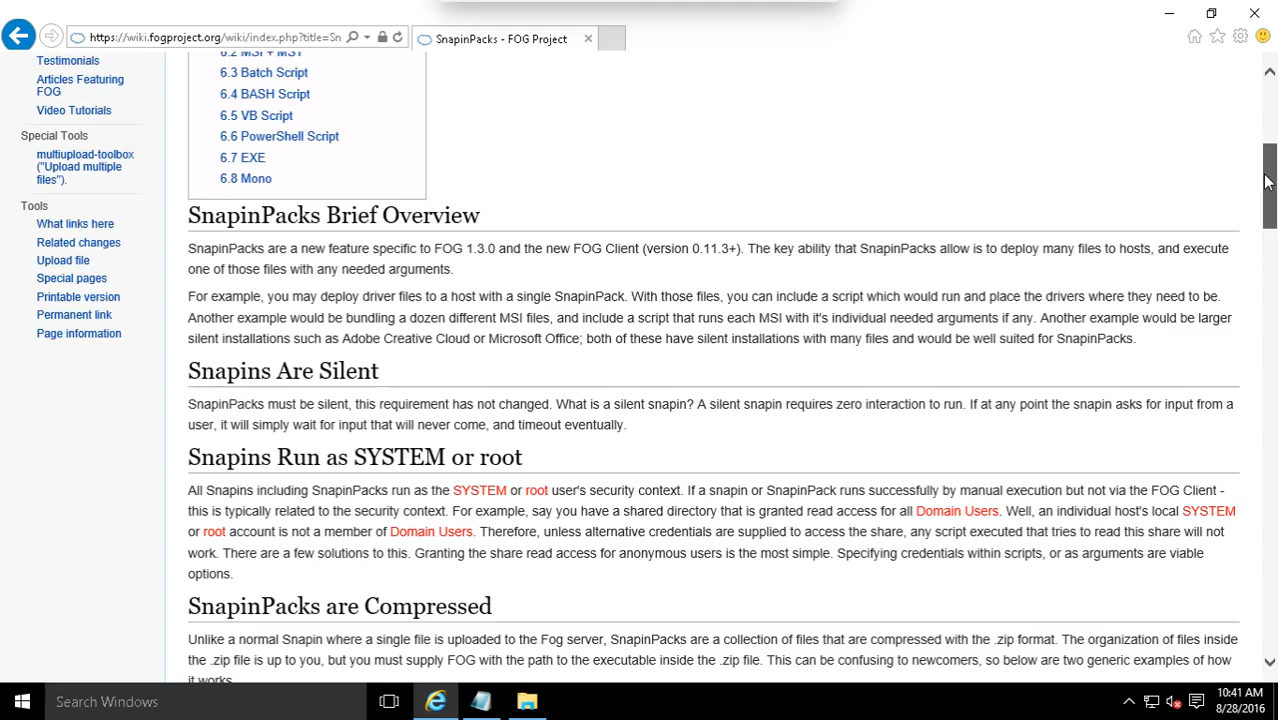 https://wiki.fogproject.org/wiki/index.php?title=Sn
SnapinPacks - FOG Project
Testimonials
Articles Featuring
FOG
Video Tutorials
Special Tools
multiupload-toolbox
("Upload multiple
files").
Tools
What links here
Related changes
Upload file
Special pages
Printable version
Permanent link
Page information
6.2 MSI + MST
6.3 Batch Script
6.4 BASH Script
6.5 VB Script
6.6 PowerShell Script
6.7 EXE
6.8 Mono
SnapinPacks Brief Overview
SnapinPacks are a new feature specific to FOG 1.3.0 and the new FOG Client (version 0.11.3+). The key ability that SnapinPacks allow is to deploy many files to hosts, and execute
one of those files with any needed arguments.
For example, you may deploy driver files to a host with a single SnapinPack. With those files, you can include a script which would run and place the drivers where they need to be.
Another example would be bundling a dozen different MSI files, and include a script that runs each MSI with it's individual needed arguments if any. Another example would be larger
silent installations such as Adobe Creative Cloud or Microsoft Office; both of these have silent installations with many files and would be well suited for SnapinPacks.
Snapins Are Silent
SnapinPacks must be silent, this requirement has not changed. What is a silent snapin? A silent snapin requires zero interaction to run. If at any point the snapin asks for input from a
user, it will simply wait for input that will never come, and timeout eventually.
Snapins Run as SYSTEM or root
All Snapins including SnapinPacks run as the SYSTEM or root user's security context. If a snapin or SnapinPack runs successfully by manual execution but not via the FOG Client -
this is typically related to the security context. For example, say you have a shared directory that is granted read access for all Domain Users. Well, an individual host's local SYSTEM
or root account is not a member of Domain Users. Therefore, unless alternative credentials are supplied to access the share, any script executed that tries to read this share will not
work. There are a few solutions to this. Granting the share read access for anonymous users is the most simple. Specifying credentials within scripts, or as arguments are viable
options.
SnapinPacks are Compressed
Unlike a normal Snapin where a single file is uploaded to the Fog server, SnapinPacks are a collection of files that are compressed with the .zip format. The organization of files inside
the .zip file is up to you, but you must supply FOG with the path to the executable inside the .zip file. This can be confusing to newcomers, so below are two generic examples of how
it works.
Search Windows
10:41 AM
8/28/2016